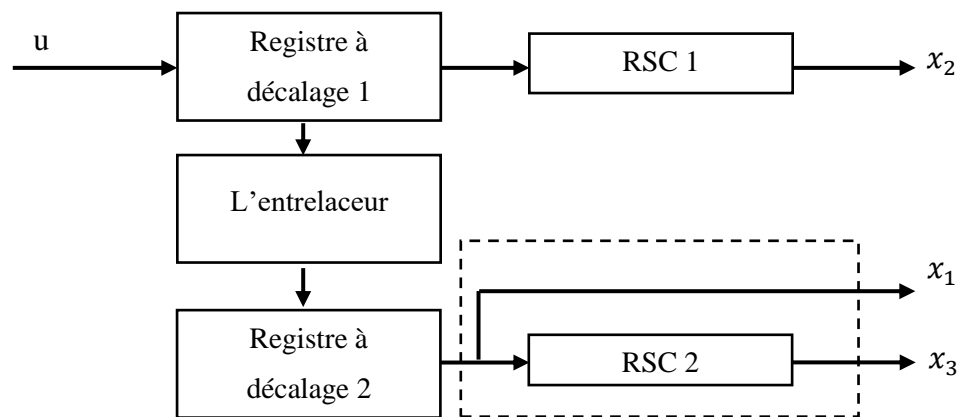 u
Registre à
décalage 1
RSC 1
x₂
L'entrelaceur
x₁
Registre à
décalage 2
RSC 2
x₃